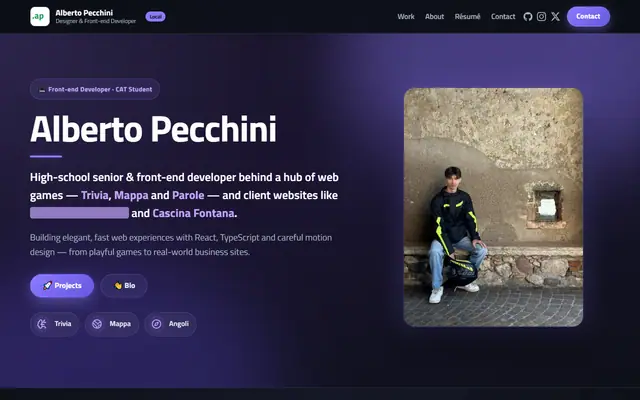 .ap
Alberto Pecchini
Designer & Front-end Developer
Local
Work
About
Résumé
Contact
Contact
Front-end Developer · CAT Student
Alberto Pecchini
High-school senior & front-end developer behind a hub of web
games — Trivia, Mappa and Parole — and client websites like
and Cascina Fontana.
Building elegant, fast web experiences with React, TypeScript and careful motion
design — from playful games to real-world business sites.
Projects
Bio
Trivia
Mappa
Angoli